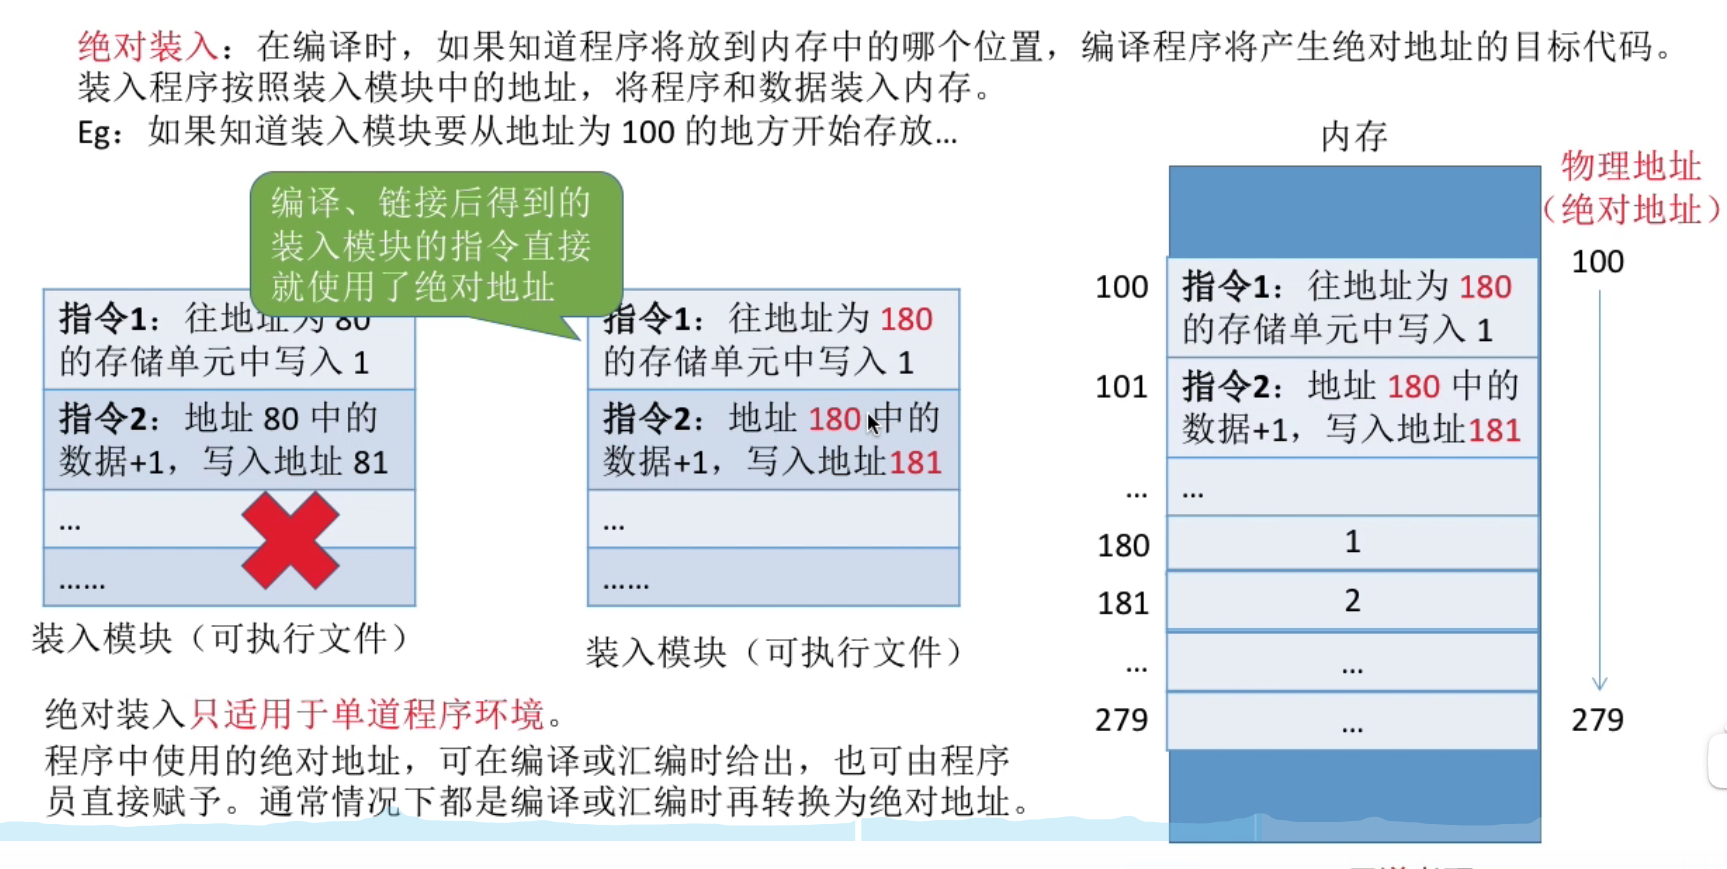 绝对装入：在编译时，如果知道程序将放到内存中的哪个位置，编译程序将产生绝对地址的目标代码。
装入程序按照装入模块中的地址，将程序和数据装入内存。
Eg：如果知道装入模块要从地址为 100 的地方开始存放...
编译、链接后得到的
装入模块的指令直接
就使用了绝对地址
指令1：往地址为 80
的存储单元中写入 1
指令2：地址 80 中的
数据+1，写入地址 81
...
......
装入模块（可执行文件）
指令1：往地址为 180
的存储单元中写入 1
指令2：地址 180 中的
数据+1，写入地址181
...
......
装入模块（可执行文件）
内存
物理地址
（绝对地址）
100
279
100
指令1：往地址为 180
的存储单元中写入 1
101
指令2：地址 180 中的
数据+1，写入地址181
...
...
180
1
181
2
...
...
279
...
绝对装入只适用于单道程序环境。
程序中使用的绝对地址，可在编译或汇编时给出，也可由程序
员直接赋予。通常情况下都是编译或汇编时再转换为绝对地址。